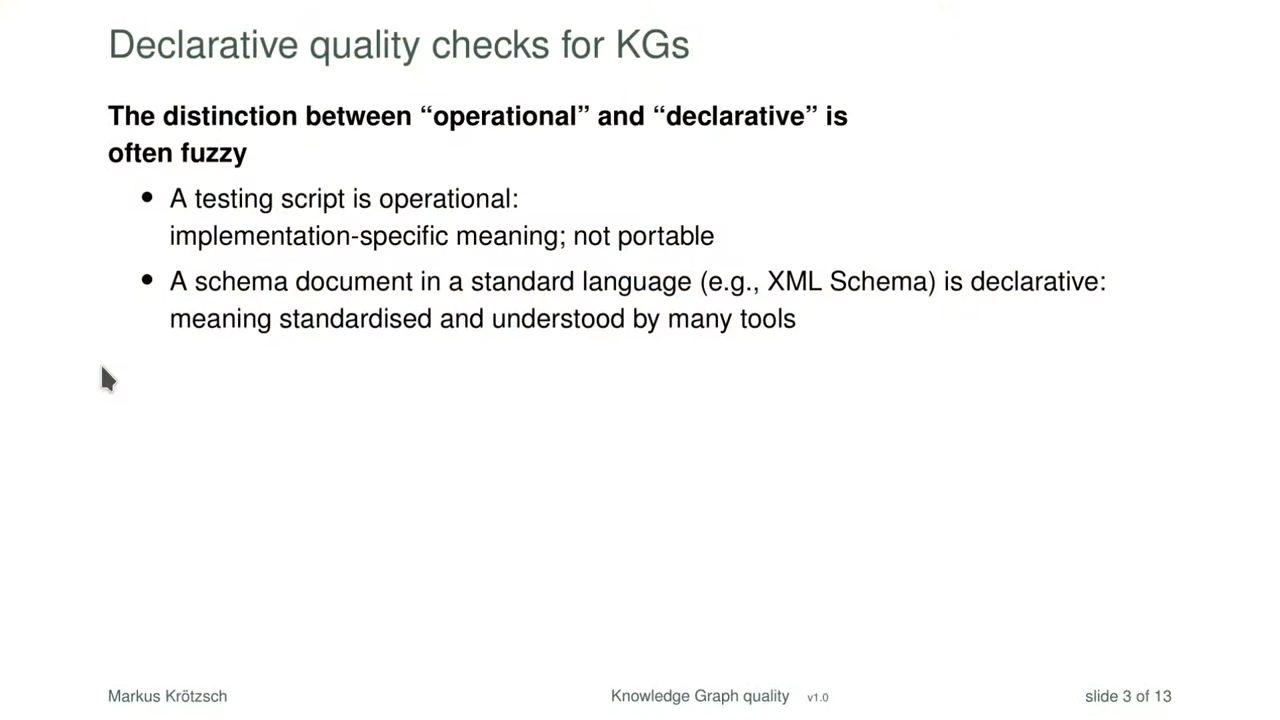 Declarative quality checks for KGs
The distinction between “operational” and “declarative” is
often fuzzy
• A testing script is operational:
implementation-specific meaning; not portable
• A schema document in a standard language (e.g., XML Schema) is declarative:
meaning standardised and understood by many tools
Markus Krötzsch Knowledge Graph quality v1.0 slide 3 of 13